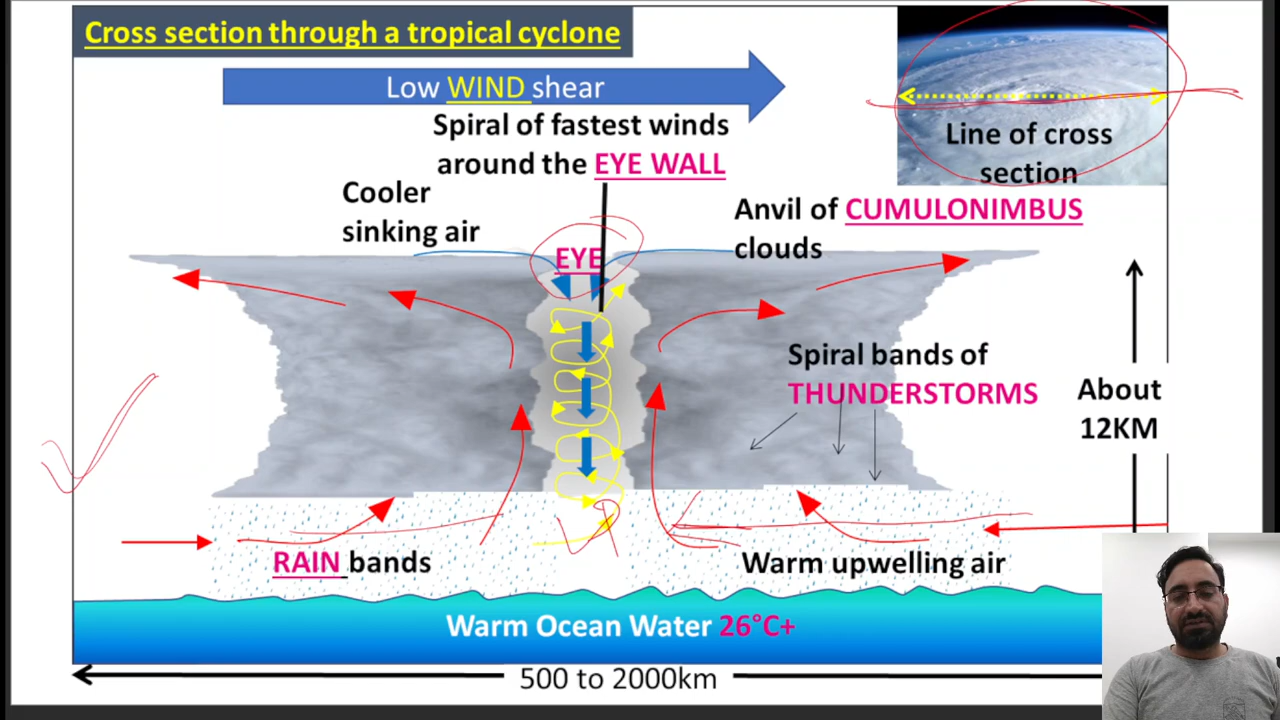 Cross section through a tropical cyclone
Low WIND shear
Spiral of fastest winds
around the EYE WALL
Line of cross
section
Cooler
sinking air
Anvil of CUMULONIMBUS
clouds
EYE
Spiral bands of
THUNDERSTORMS
About
12KM
RAIN bands
Warm upwelling air
Warm Ocean Water 26°C+
500 to 2000km